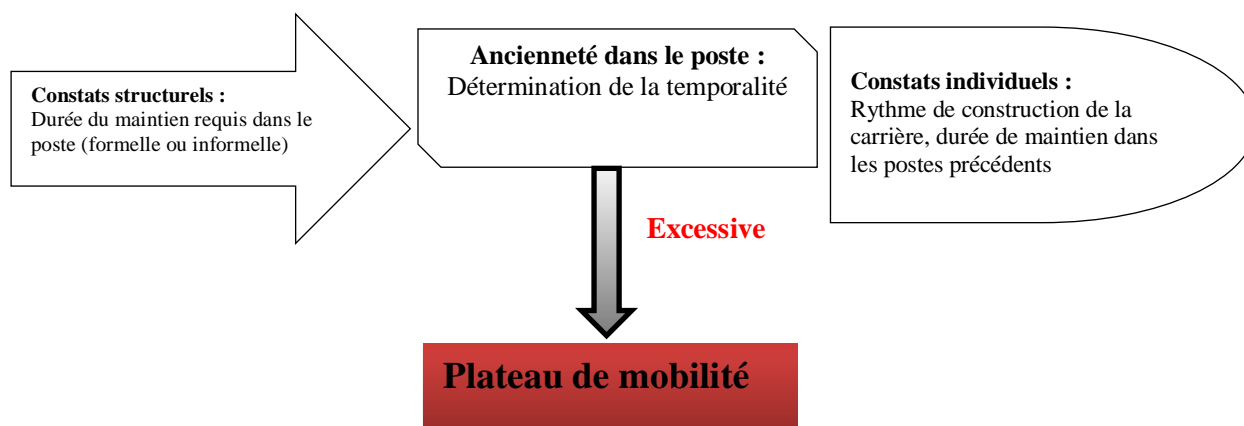 Constats structurels :
Durée du maintien requis dans le
poste (formelle ou informelle)
Ancienneté dans le poste :
Détermination de la temporalité
Constats individuels :
Rythme de construction de la
carrière, durée de maintien dans
les postes précédents
Excessive
Plateau de mobilité